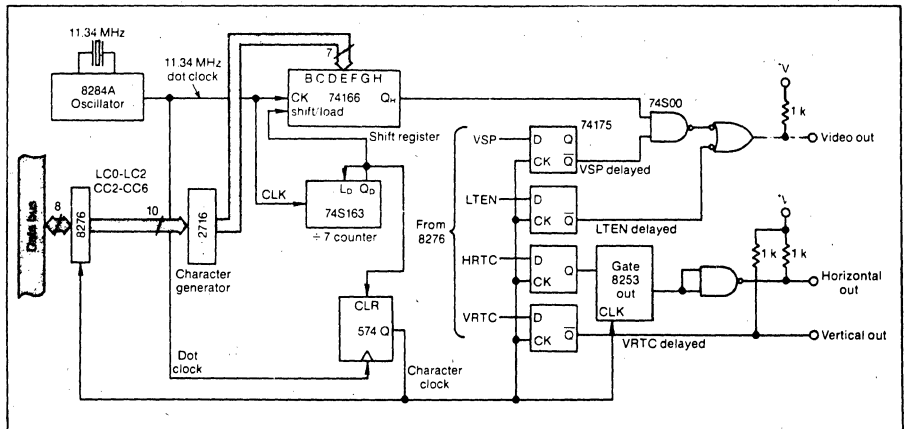 11.34 MHz
8284A
Oscillator
11.34 MHz
dot clock
7
B C D E F G H
CK 74166 QH
shift/load
Shift register
LC0-LC2
CC2-CC6
8
Data bus
8276
10
2716
Character
generator
CLK
LD QD
74S163
÷ 7 counter
CLR
574 Q
Dot
clock
Character
clock
From
8276
VSP
D Q
74175
CK Q
VSP delayed
LTEN
D
CK Q
LTEN delayed
HRTC
D
Q
CK
Gate
8253
out
CLK
VRTC
D
Q
CK
VRTC delayed
74S00
V
1 k
Video out
1 k
1 k
Horizontal
out
Vertical out